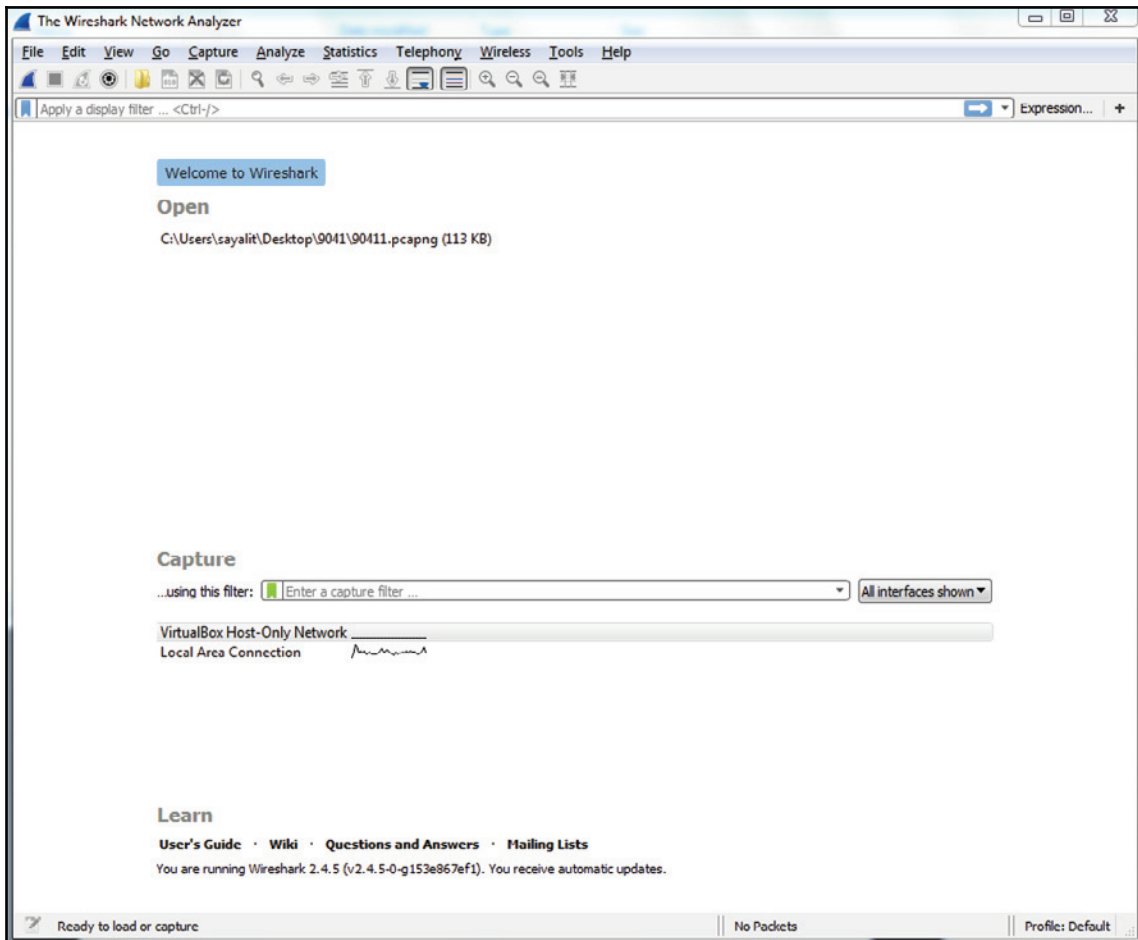 The Wireshark Network Analyzer
File Edit View Go Capture Analyze Statistics Telephony Wireless Tools Help
Apply a display filter ... <Ctrl-/>
Expression... +
Welcome to Wireshark
Open
C:\Users\sayalit\Desktop\9041\90411.pcapng (113 KB)
Capture
...using this filter: Enter a capture filter ... All interfaces shown
VirtualBox Host-Only Network
Local Area Connection
Learn
User's Guide · Wiki · Questions and Answers · Mailing Lists
You are running Wireshark 2.4.5 (v2.4.5-0-g153e867ef1). You receive automatic updates.
Ready to load or capture No Packets Profile: Default